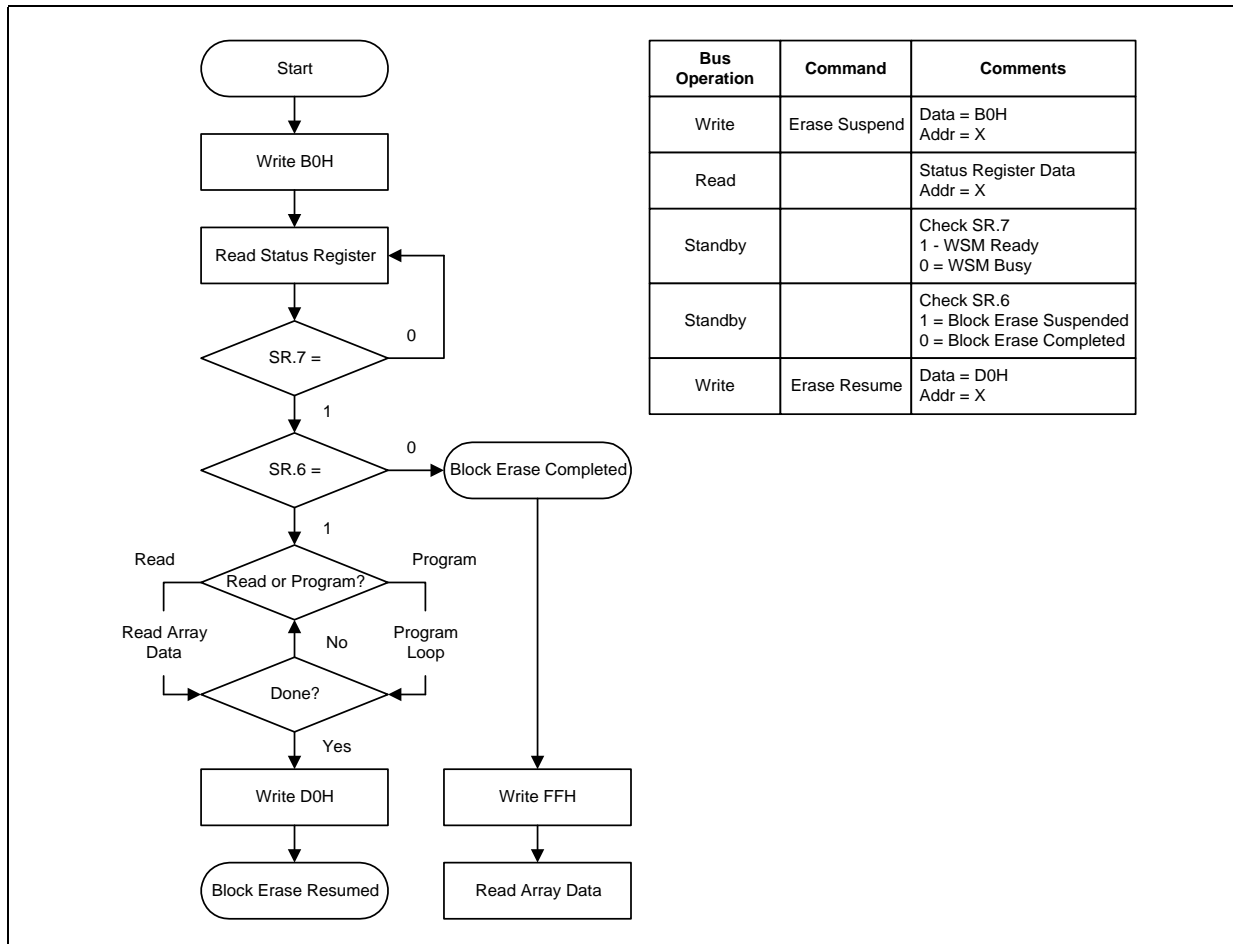 Start
Write B0H
Read Status Register
0
SR.7 =
1
0
SR.6 =
Block Erase Completed
1
Read
Program
Read or Program?
Read Array
Data
No
Program
Loop
Done?
Yes
Write D0H
Write FFH
Block Erase Resumed
Read Array Data
Bus
Operation
Command
Comments
Write
Erase Suspend
Data = B0H
Addr = X
Read
Status Register Data
Addr = X
Standby
Check SR.7
1 - WSM Ready
0 = WSM Busy
Standby
Check SR.6
1 = Block Erase Suspended
0 = Block Erase Completed
Write
Erase Resume
Data = D0H
Addr = X